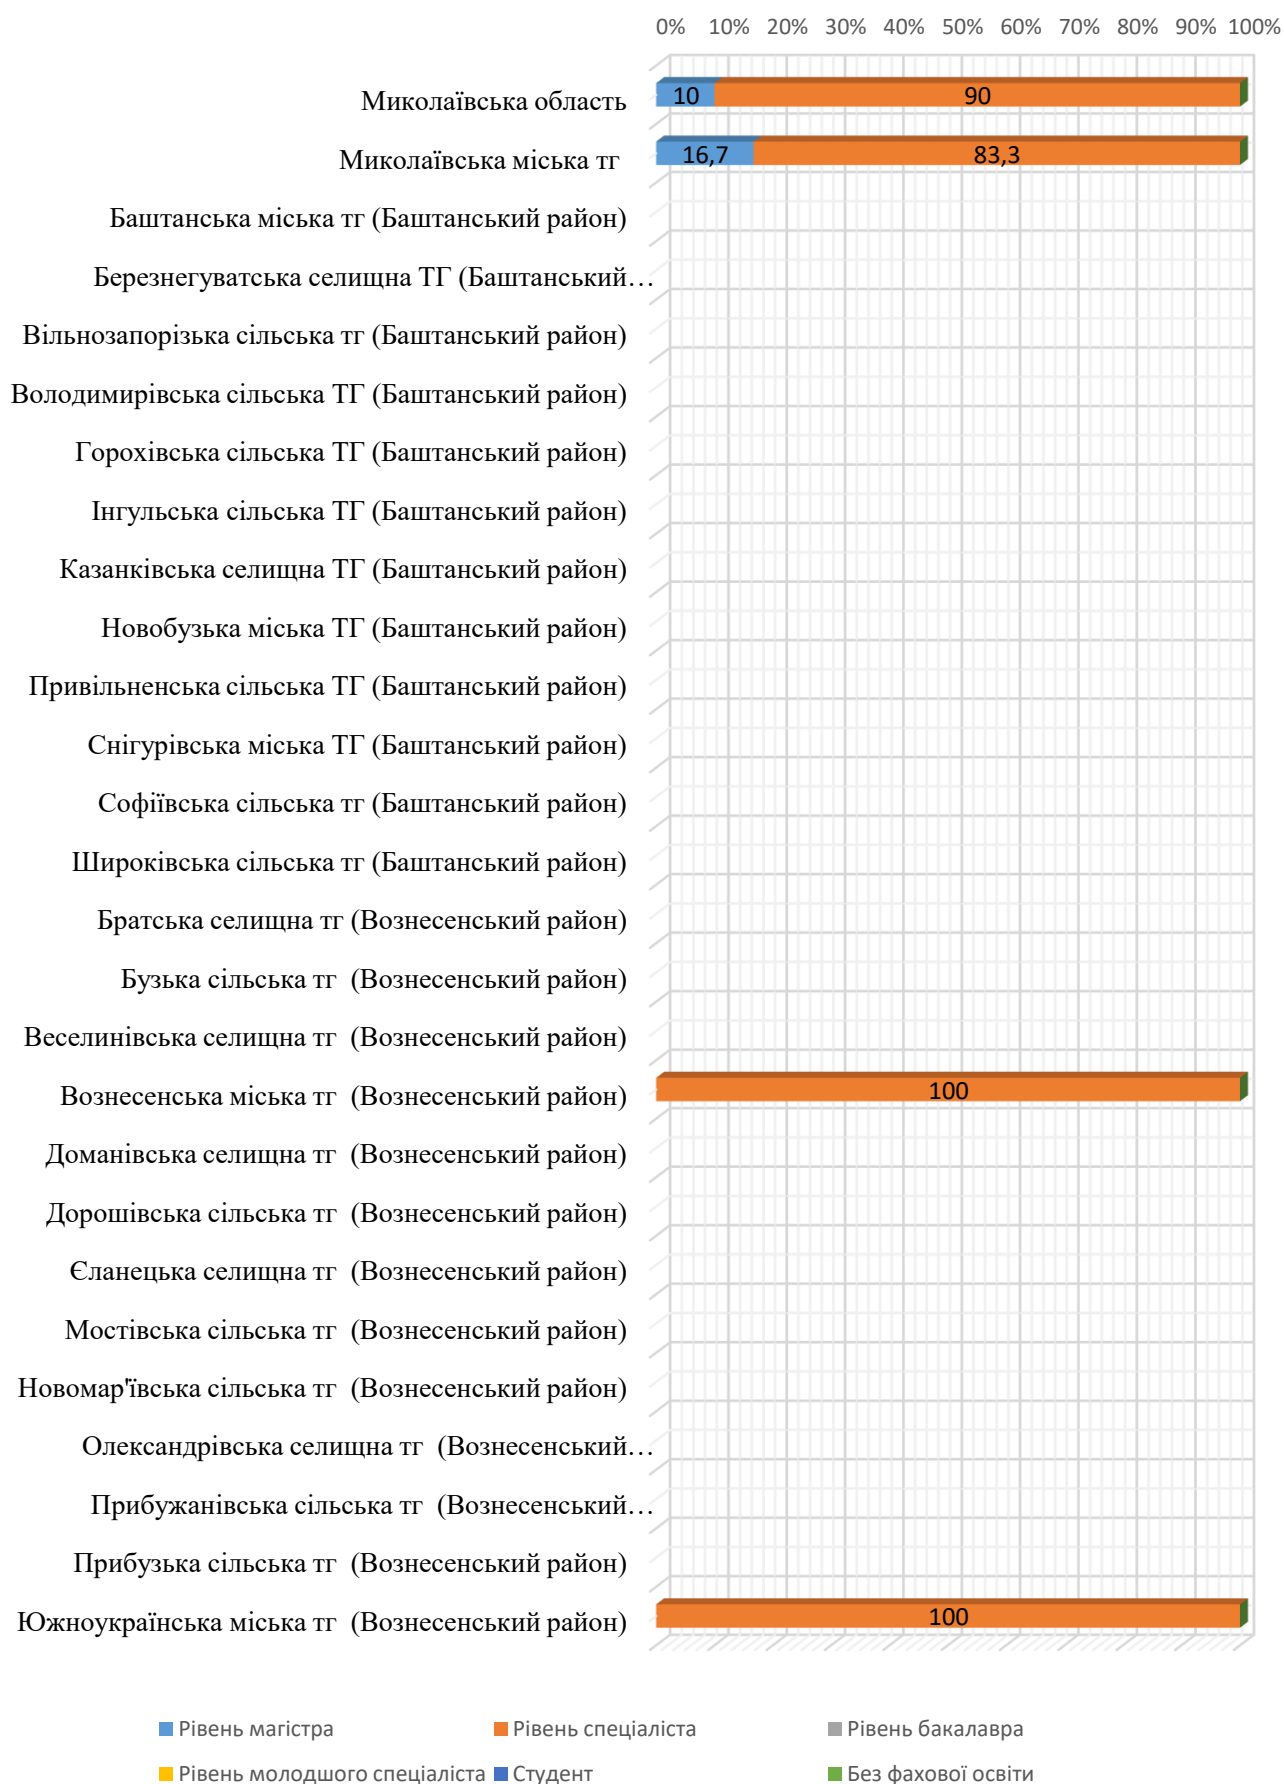 0% 10% 20% 30% 40% 50% 60% 70% 80% 90% 100%
Миколаївська область 10 90
Миколаївська міська тг 16,7 83,3
Баштанська міська тг (Баштанський район)
Березнегуватська селищна ТГ (Баштанський…
Вільнозапорізька сільська тг (Баштанський район)
Володимирівська сільська ТГ (Баштанський район)
Горохівська сільська ТГ (Баштанський район)
Інгульська сільська ТГ (Баштанський район)
Казанківська селищна ТГ (Баштанський район)
Новобузька міська ТГ (Баштанський район)
Привільненська сільська ТГ (Баштанський район)
Снігурівська міська ТГ (Баштанський район)
Софіївська сільська тг (Баштанський район)
Широківська сільська тг (Баштанський район)
Братська селищна тг (Вознесенський район)
Бузька сільська тг (Вознесенський район)
Веселинівська селищна тг (Вознесенський район)
Вознесенська міська тг (Вознесенський район) 100
Доманівська селищна тг (Вознесенський район)
Дорошівська сільська тг (Вознесенський район)
Єланецька селищна тг (Вознесенський район)
Мостівська сільська тг (Вознесенський район)
Новомар'ївська сільська тг (Вознесенський район)
Олександрівська селищна тг (Вознесенський…
Прибужанівська сільська тг (Вознесенський…
Прибузька сільська тг (Вознесенський район)
Южноукраїнська міська тг (Вознесенський район) 100
Рівень магістра Рівень спеціаліста Рівень бакалавра
Рівень молодшого спеціаліста Студент Без фахової освіти